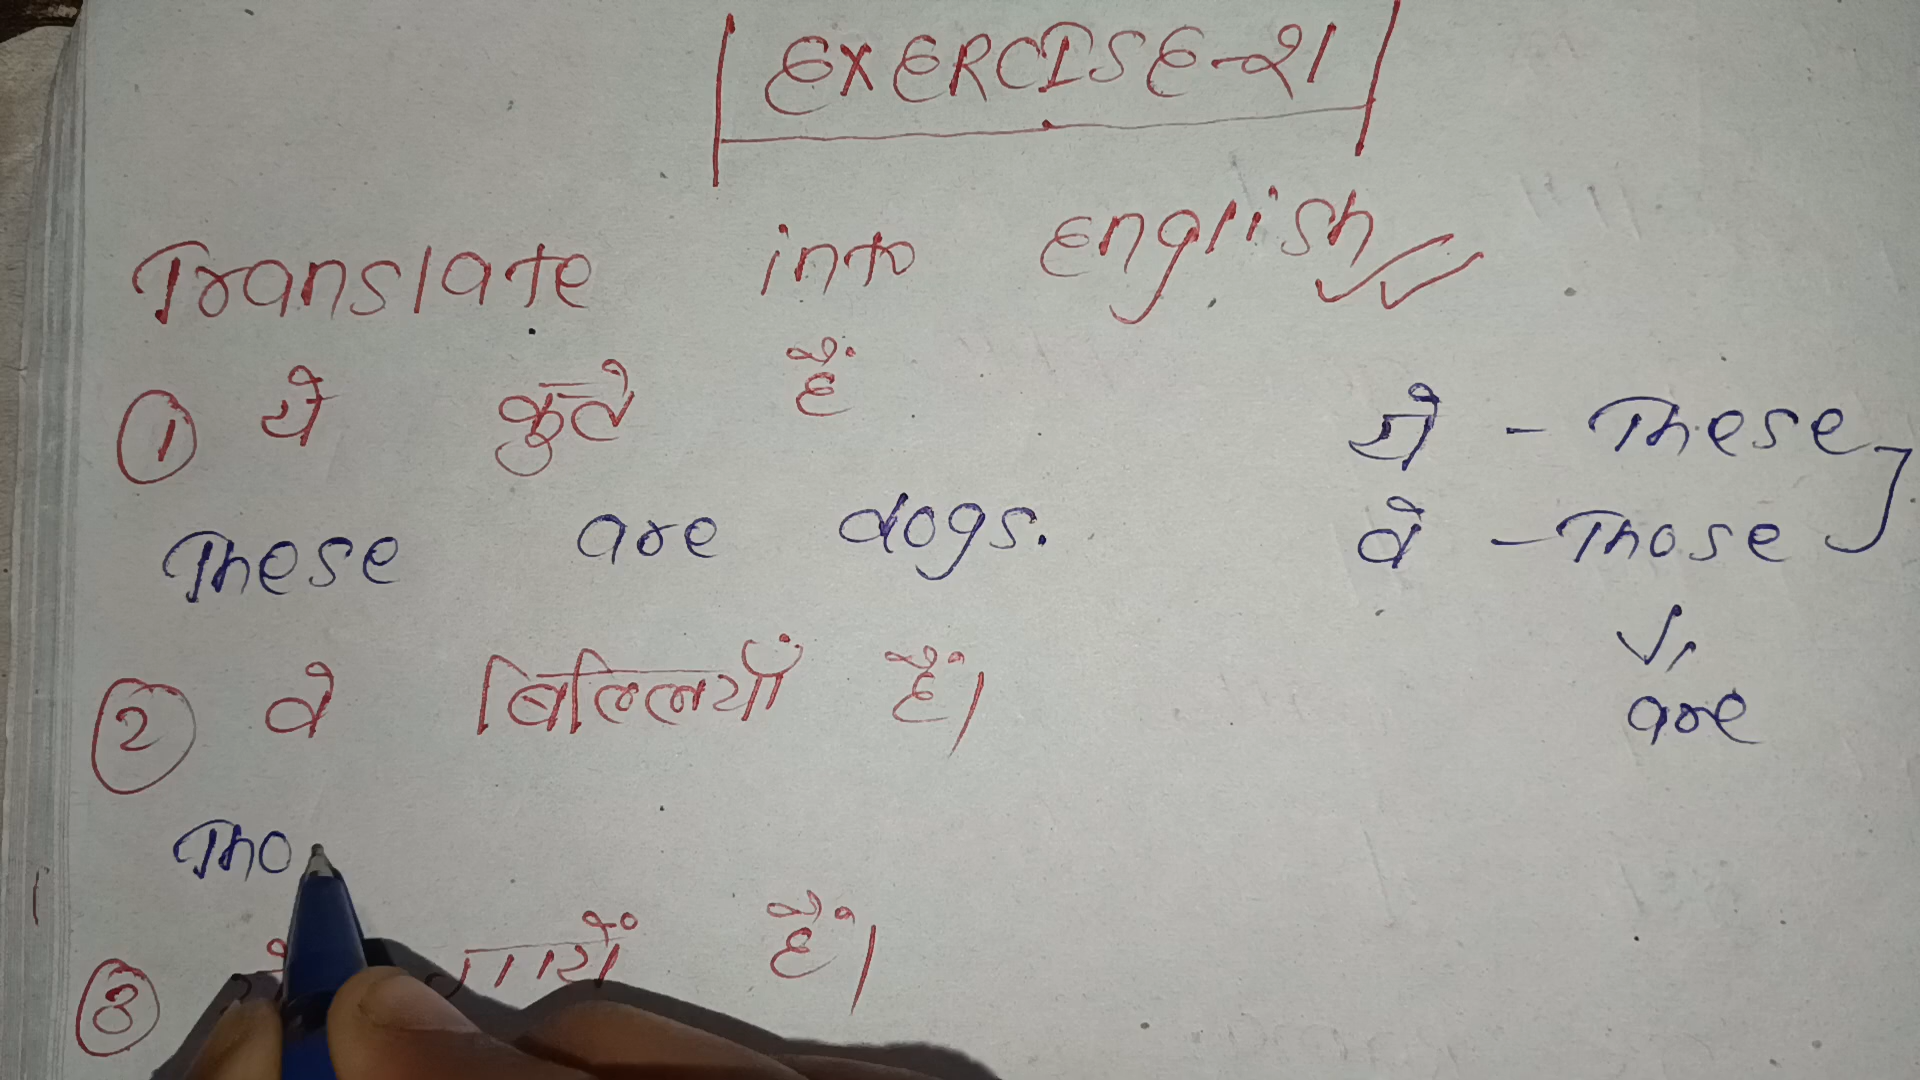 EXERCISE-21
Translate into English
① ये कुत्ते हैं
These are dogs.
ये - These
वे - Those
are
② वे बिल्लियाँ हैं।
Tho
③ गायें हैं।